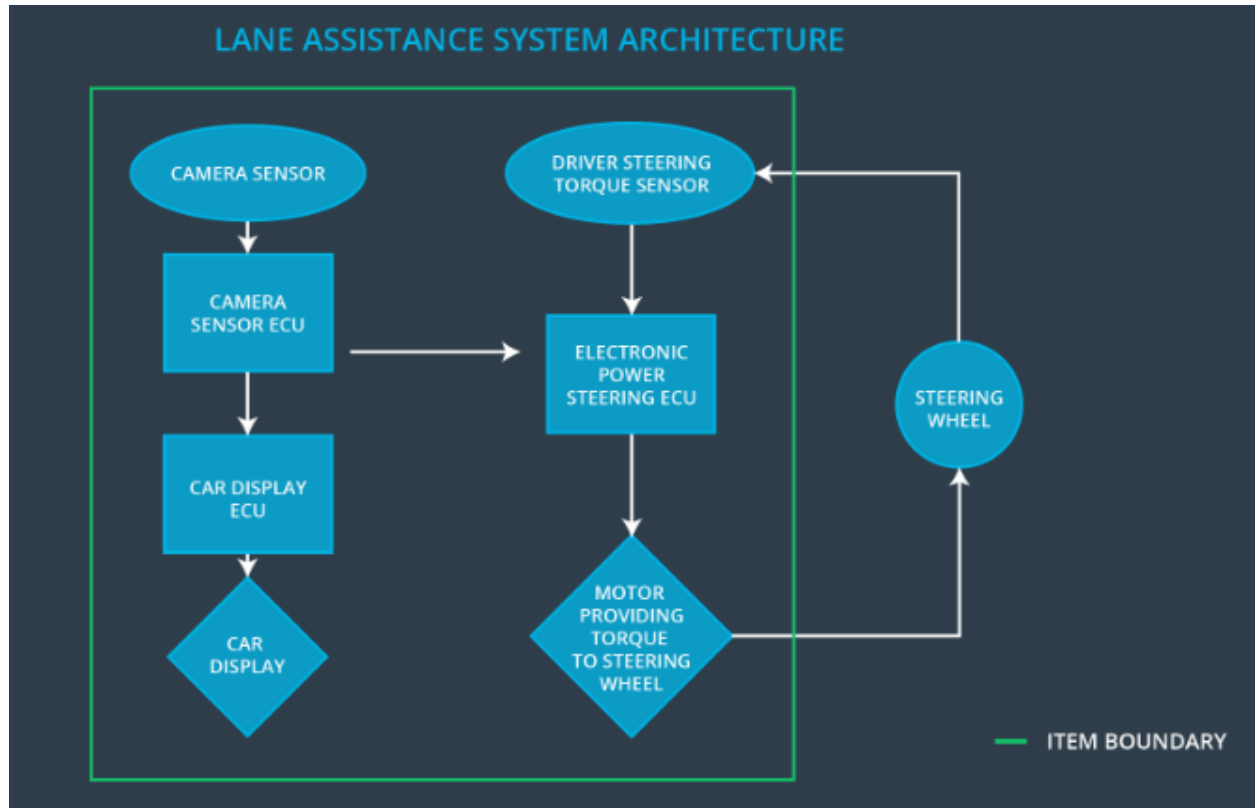 LANE ASSISTANCE SYSTEM ARCHITECTURE
CAMERA SENSOR
CAMERA
SENSOR ECU
CAR DISPLAY
ECU
CAR
DISPLAY
DRIVER STEERING
TORQUE SENSOR
ELECTRONIC
POWER
STEERING ECU
MOTOR
PROVIDING
TORQUE
TO STEERING
WHEEL
STEERING
WHEEL
ITEM BOUNDARY